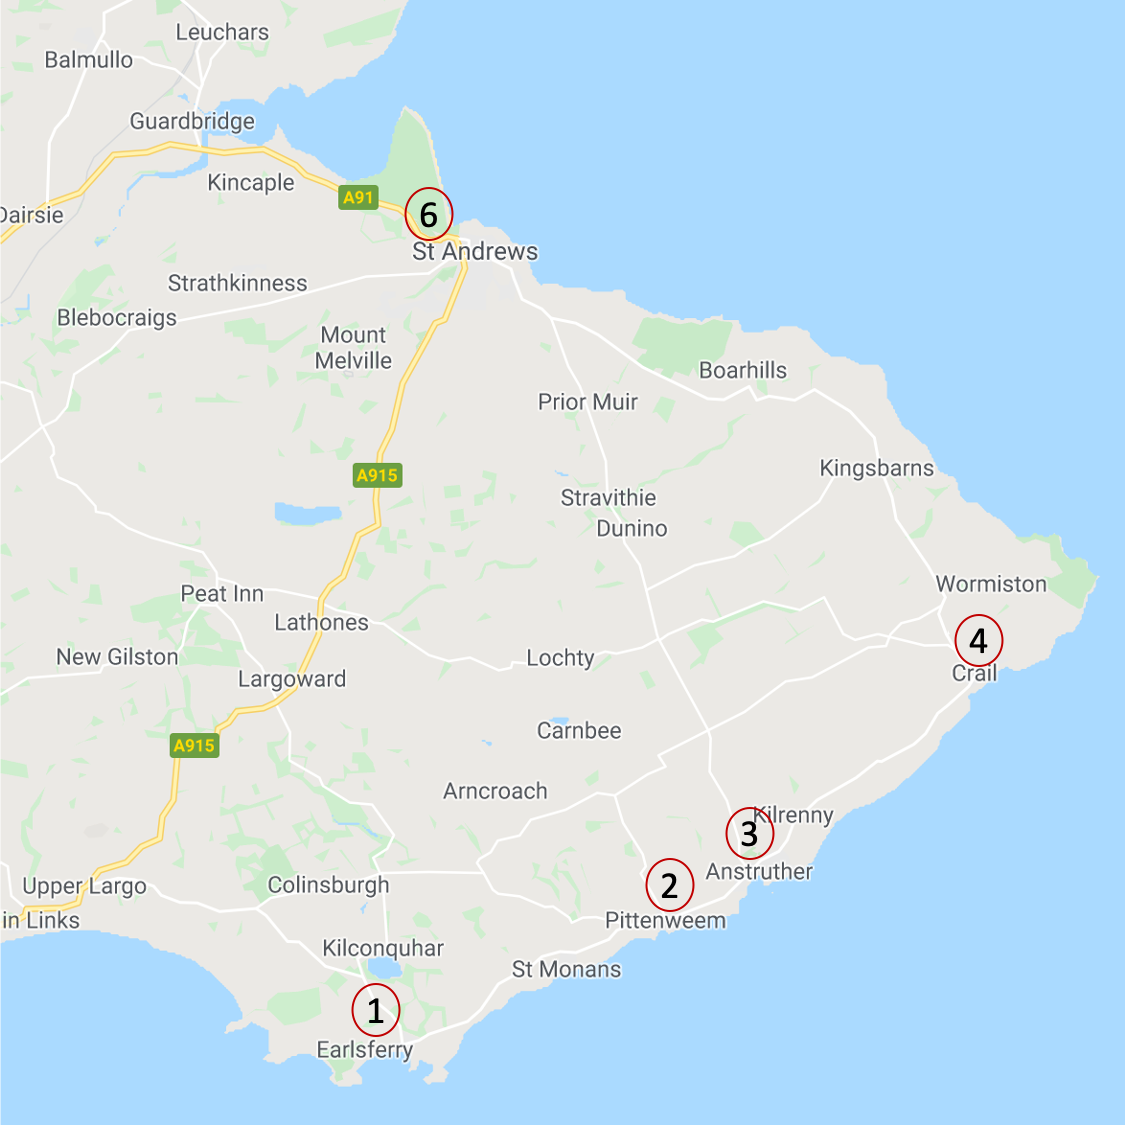 Leuchars
Balmullo
Guardbridge
Kincaple
A91
6
Dairsie
St Andrews
Strathkinness
Blebocraigs
Mount
Melville
Boarhills
Prior Muir
A915
Kingsbarns
Stravithie
Dunino
Wormiston
Peat Inn
Lathones
4
New Gilston
Lochty
Crail
Largoward
Carnbee
A915
Arncroach
Kilrenny
3
Anstruther
2
Upper Largo
Colinsburgh
in Links
Pittenweem
Kilconquhar
St Monans
1
Earlsferry